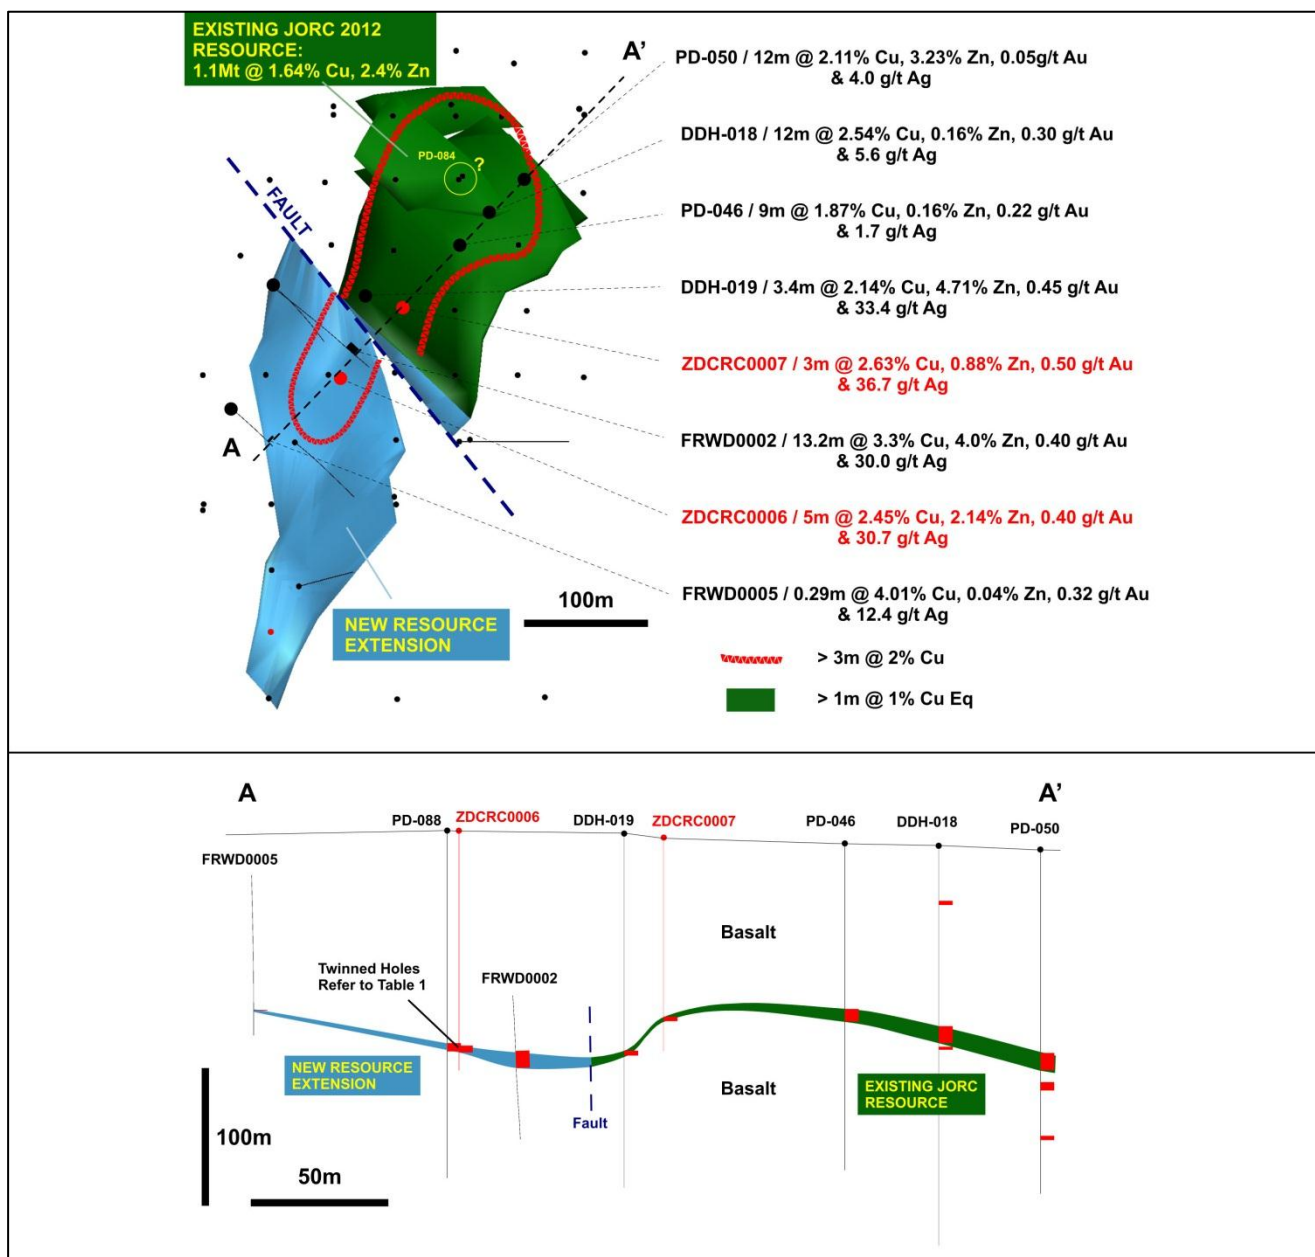 EXISTING JORC 2012
RESOURCE:
1.1Mt @ 1.64% Cu, 2.4% Zn
A'
PD-084
?
FAULT
A
NEW RESOURCE
EXTENSION
100m
PD-050 / 12m @ 2.11% Cu, 3.23% Zn, 0.05g/t Au
& 4.0 g/t Ag
DDH-018 / 12m @ 2.54% Cu, 0.16% Zn, 0.30 g/t Au
& 5.6 g/t Ag
PD-046 / 9m @ 1.87% Cu, 0.16% Zn, 0.22 g/t Au
& 1.7 g/t Ag
DDH-019 / 3.4m @ 2.14% Cu, 4.71% Zn, 0.45 g/t Au
& 33.4 g/t Ag
ZDCRC0007 / 3m @ 2.63% Cu, 0.88% Zn, 0.50 g/t Au
& 36.7 g/t Ag
FRWD0002 / 13.2m @ 3.3% Cu, 4.0% Zn, 0.40 g/t Au
& 30.0 g/t Ag
ZDCRC0006 / 5m @ 2.45% Cu, 2.14% Zn, 0.40 g/t Au
& 30.7 g/t Ag
FRWD0005 / 0.29m @ 4.01% Cu, 0.04% Zn, 0.32 g/t Au
& 12.4 g/t Ag
> 3m @ 2% Cu
> 1m @ 1% Cu Eq
A
A'
PD-088
ZDCRC0006
DDH-019
ZDCRC0007
PD-046
DDH-018
PD-050
FRWD0005
Basalt
Twinned Holes
Refer to Table 1
FRWD0002
NEW RESOURCE
EXTENSION
Basalt
EXISTING JORC
RESOURCE
Fault
100m
50m